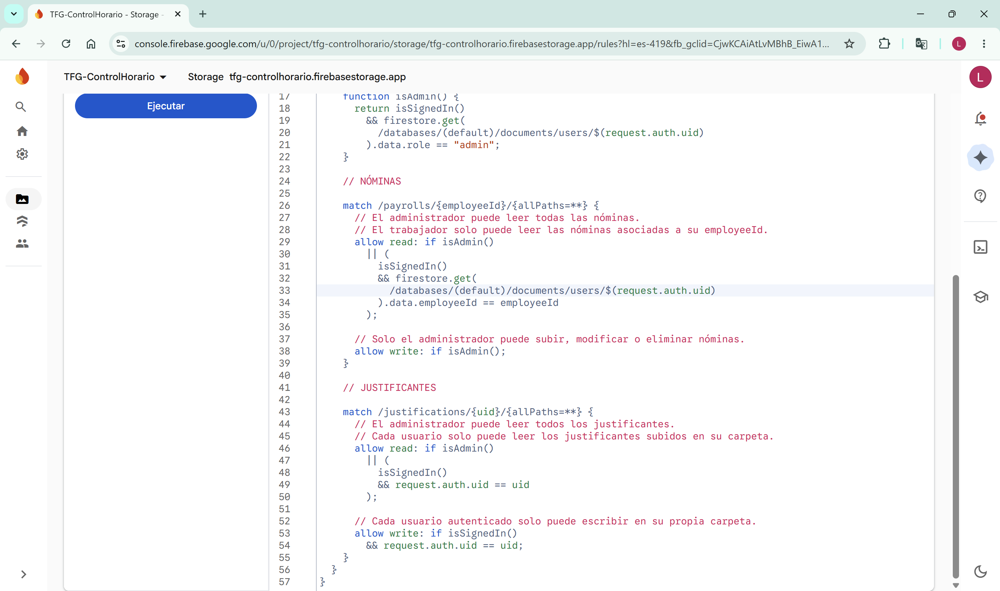 TFG-ControlHorario - Storage -
console.firebase.google.com/u/0/project/tfg-controlhorario/storage/tfg-controlhorario.firebasestorage.app/rules?hl=es-419&fb_gclid=CjwKCAiAtLvMBhB_EiwA1...
L
TFG-ControlHorario
Storage tfg-controlhorario.firebasestorage.app
L
Ejecutar
17 function isAdmin() {
18 return isSignedIn()
19 && firestore.get(
20 /databases/(default)/documents/users/$(request.auth.uid)
21 ).data.role == "admin";
22 }
23
24 // NÓMINAS
25
26 match /payrolls/{employeeId}/{allPaths=**} {
27 // El administrador puede leer todas las nóminas.
28 // El trabajador solo puede leer las nóminas asociadas a su employeeId.
29 allow read: if isAdmin()
30 || (
31 isSignedIn()
32 && firestore.get(
33 /databases/(default)/documents/users/$(request.auth.uid)
34 ).data.employeeId == employeeId
35 );
36
37 // Solo el administrador puede subir, modificar o eliminar nóminas.
38 allow write: if isAdmin();
39 }
40
41 // JUSTIFICANTES
42
43 match /justifications/{uid}/{allPaths=**} {
44 // El administrador puede leer todos los justificantes.
45 // Cada usuario solo puede leer los justificantes subidos en su carpeta.
46 allow read: if isAdmin()
47 || (
48 isSignedIn()
49 && request.auth.uid == uid
50 );
51
52 // Cada usuario autenticado solo puede escribir en su propia carpeta.
53 allow write: if isSignedIn()
54 && request.auth.uid == uid;
55 }
56 }
57 }